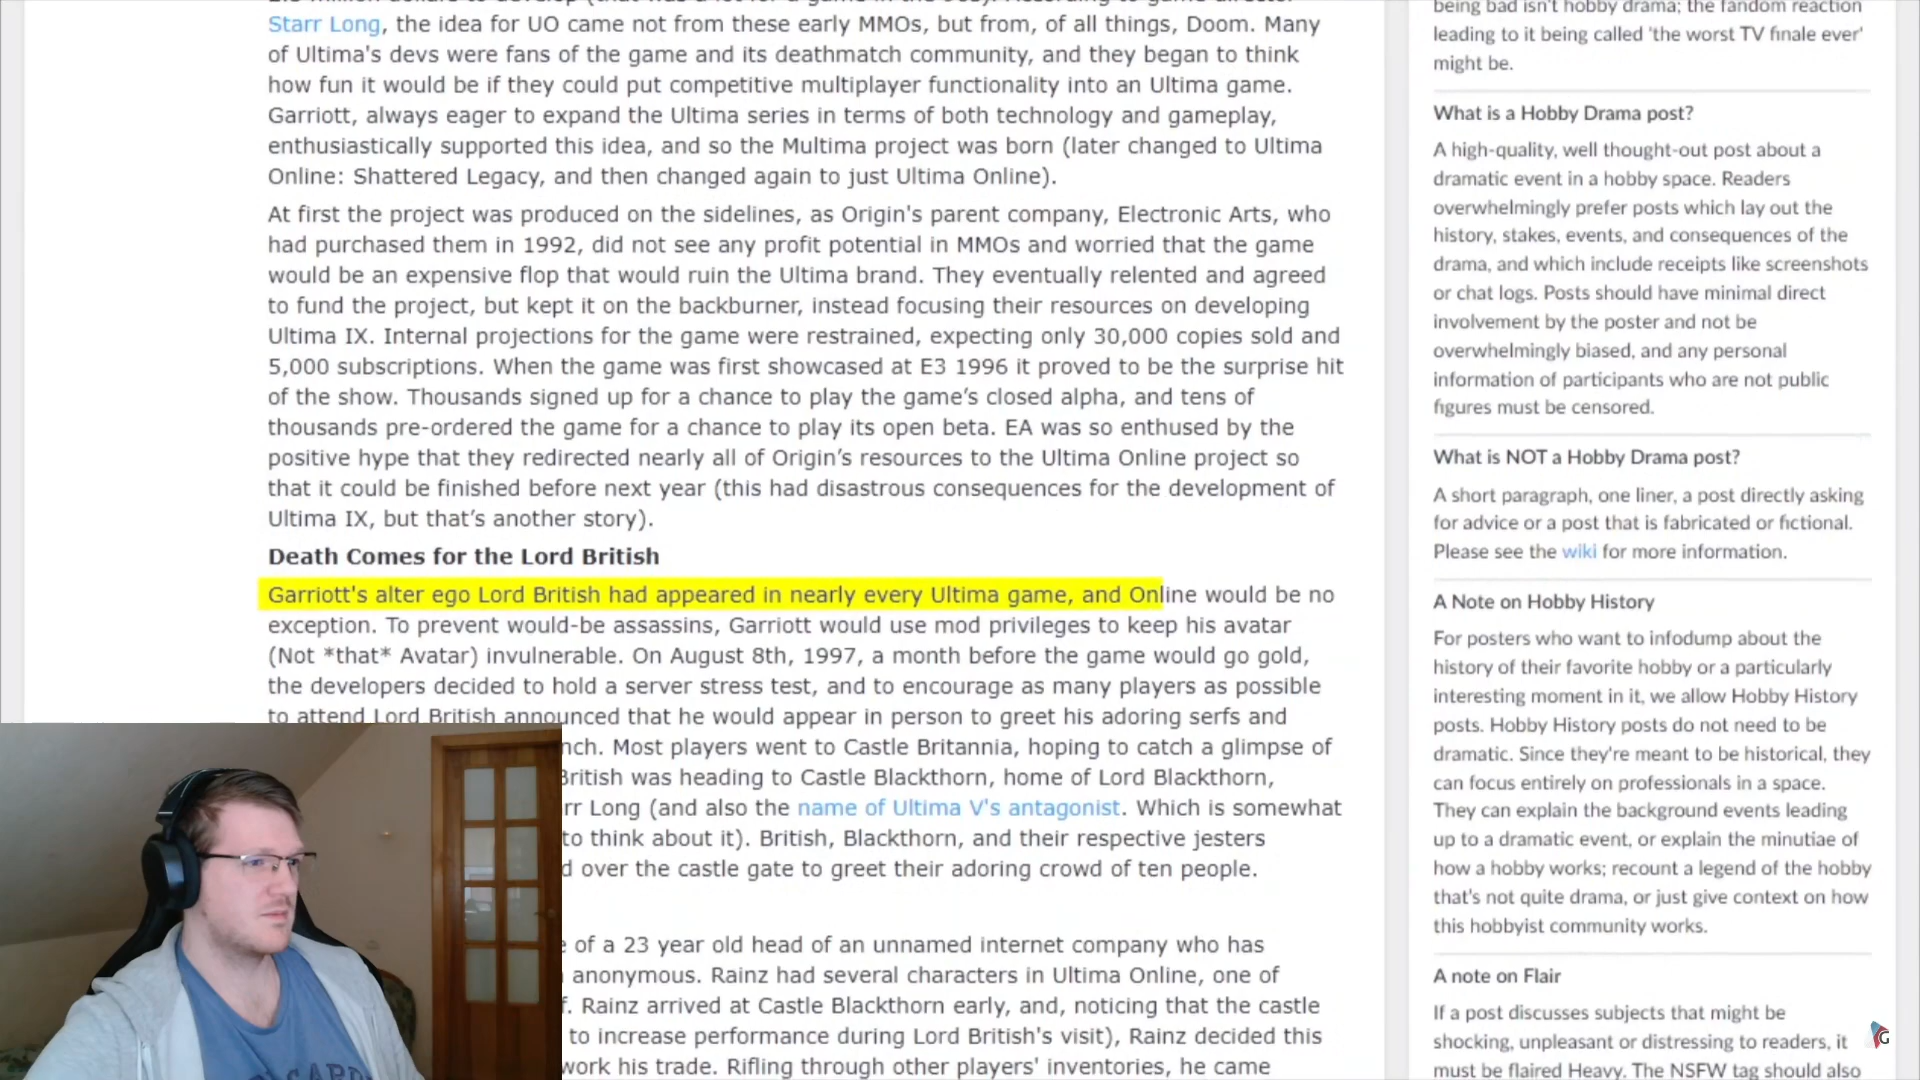 Starr Long, the idea for UO came not from these early MMOs, but from, of all things, Doom. Many
of Ultima's devs were fans of the game and its deathmatch community, and they began to think
how fun it would be if they could put competitive multiplayer functionality into an Ultima game.
Garriott, always eager to expand the Ultima series in terms of both technology and gameplay,
enthusiastically supported this idea, and so the Multima project was born (later changed to Ultima
Online: Shattered Legacy, and then changed again to just Ultima Online).
At first the project was produced on the sidelines, as Origin's parent company, Electronic Arts, who
had purchased them in 1992, did not see any profit potential in MMOs and worried that the game
would be an expensive flop that would ruin the Ultima brand. They eventually relented and agreed
to fund the project, but kept it on the backburner, instead focusing their resources on developing
Ultima IX. Internal projections for the game were restrained, expecting only 30,000 copies sold and
5,000 subscriptions. When the game was first showcased at E3 1996 it proved to be the surprise hit
of the show. Thousands signed up for a chance to play the game’s closed alpha, and tens of
thousands pre-ordered the game for a chance to play its open beta. EA was so enthused by the
positive hype that they redirected nearly all of Origin’s resources to the Ultima Online project so
that it could be finished before next year (this had disastrous consequences for the development of
Ultima IX, but that’s another story).
Death Comes for the Lord British
Garriott's alter ego Lord British had appeared in nearly every Ultima game, and Online would be no
exception. To prevent would-be assassins, Garriott would use mod privileges to keep his avatar
(Not *that* Avatar) invulnerable. On August 8th, 1997, a month before the game would go gold,
the developers decided to hold a server stress test, and to encourage as many players as possible
to attend Lord British announced that he would appear in person to greet his adoring serfs and
nch. Most players went to Castle Britannia, hoping to catch a glimpse of
British was heading to Castle Blackthorn, home of Lord Blackthorn,
rr Long (and also the name of Ultima V's antagonist. Which is somewhat
to think about it). British, Blackthorn, and their respective jesters
d over the castle gate to greet their adoring crowd of ten people.
e of a 23 year old head of an unnamed internet company who has
anonymous. Rainz had several characters in Ultima Online, one of
f. Rainz arrived at Castle Blackthorn early, and, noticing that the castle
to increase performance during Lord British's visit), Rainz decided this
work his trade. Rifling through other players' inventories, he came
being bad isn't hobby drama; the fandom reaction
leading to it being called 'the worst TV finale ever'
might be.
What is a Hobby Drama post?
A high-quality, well thought-out post about a
dramatic event in a hobby space. Readers
overwhelmingly prefer posts which lay out the
history, stakes, events, and consequences of the
drama, and which include receipts like screenshots
or chat logs. Posts should have minimal direct
involvement by the poster and not be
overwhelmingly biased, and any personal
information of participants who are not public
figures must be censored.
What is NOT a Hobby Drama post?
A short paragraph, one liner, a post directly asking
for advice or a post that is fabricated or fictional.
Please see the wiki for more information.
A Note on Hobby History
For posters who want to infodump about the
history of their favorite hobby or a particularly
interesting moment in it, we allow Hobby History
posts. Hobby History posts do not need to be
dramatic. Since they're meant to be historical, they
can focus entirely on professionals in a space.
They can explain the background events leading
up to a dramatic event, or explain the minutiae of
how a hobby works; recount a legend of the hobby
that's not quite drama, or just give context on how
this hobbyist community works.
A note on Flair
If a post discusses subjects that might be
shocking, unpleasant or distressing to readers, it
must be flaired Heavy. The NSFW tag should also
G